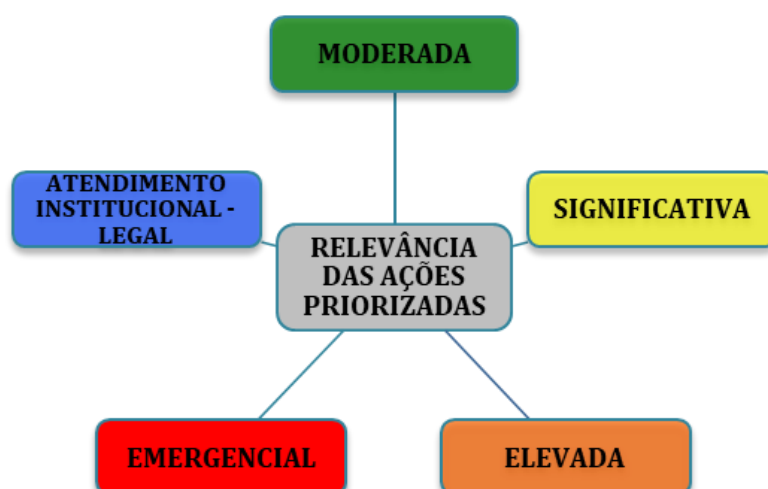 MODERADA
ATENDIMENTO
INSTITUCIONAL -
LEGAL
SIGNIFICATIVA
RELEVÂNCIA
DAS AÇÕES
PRIORIZADAS
EMERGENCIAL
ELEVADA